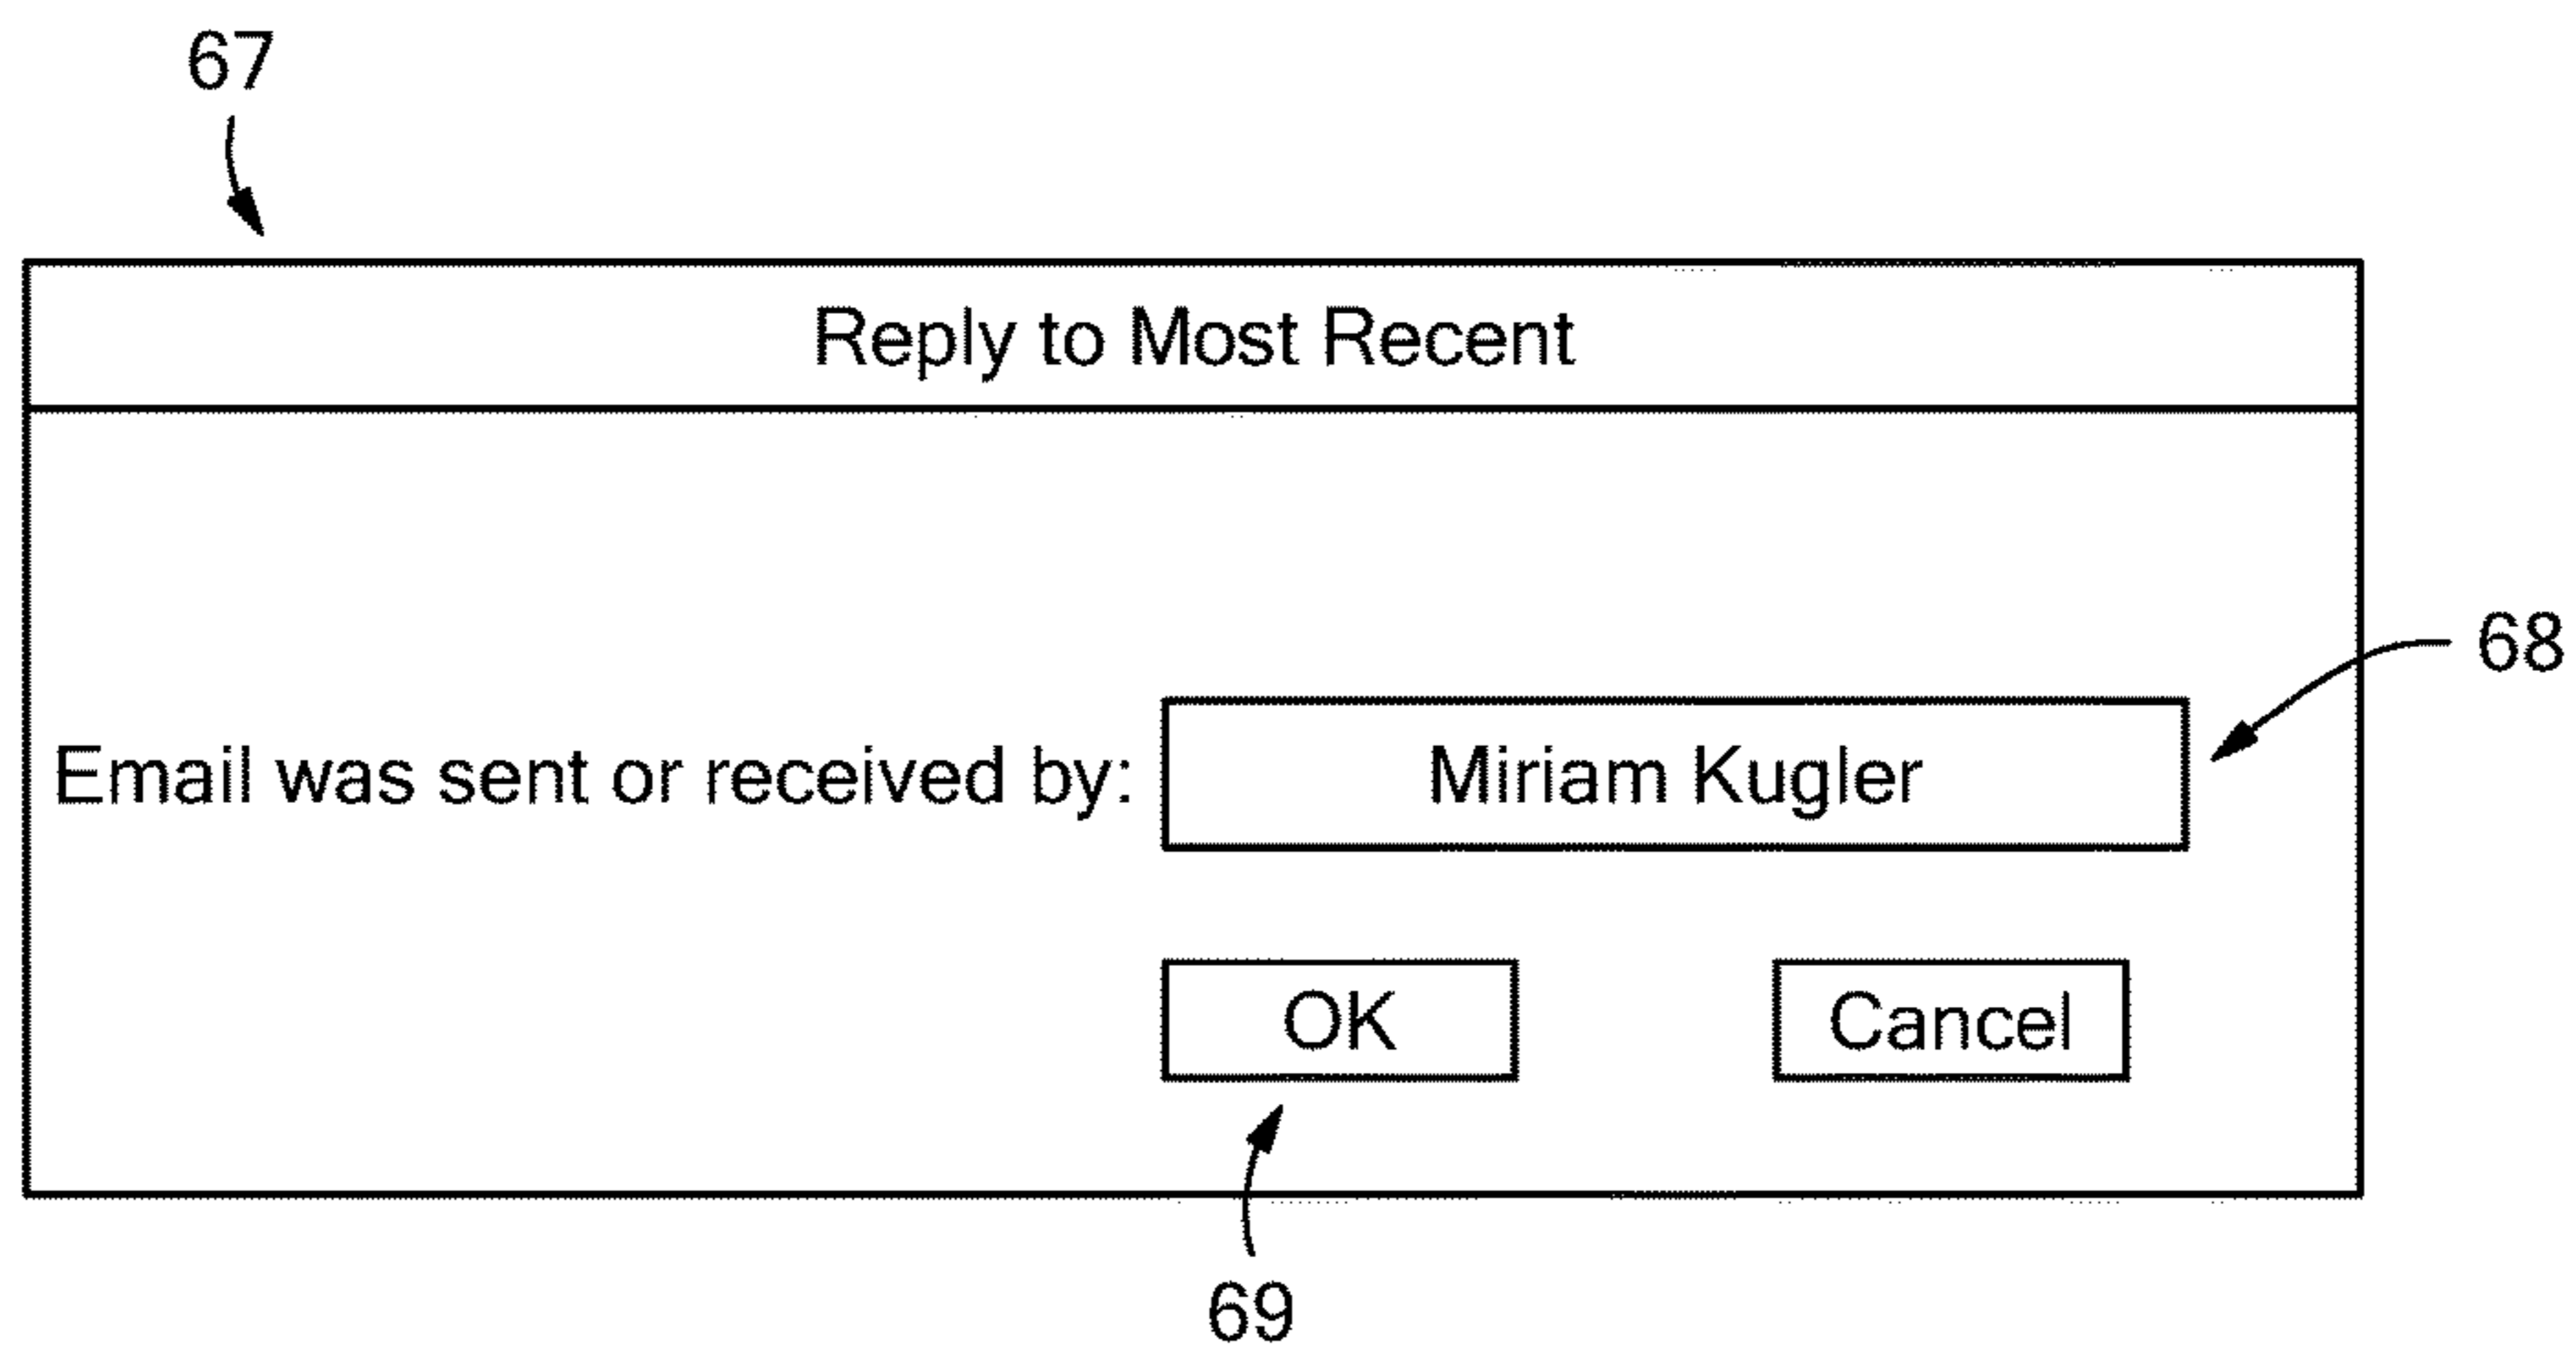 67
Reply to Most Recent
68
Email was sent or received by: Miriam Kugler
OK Cancel
69